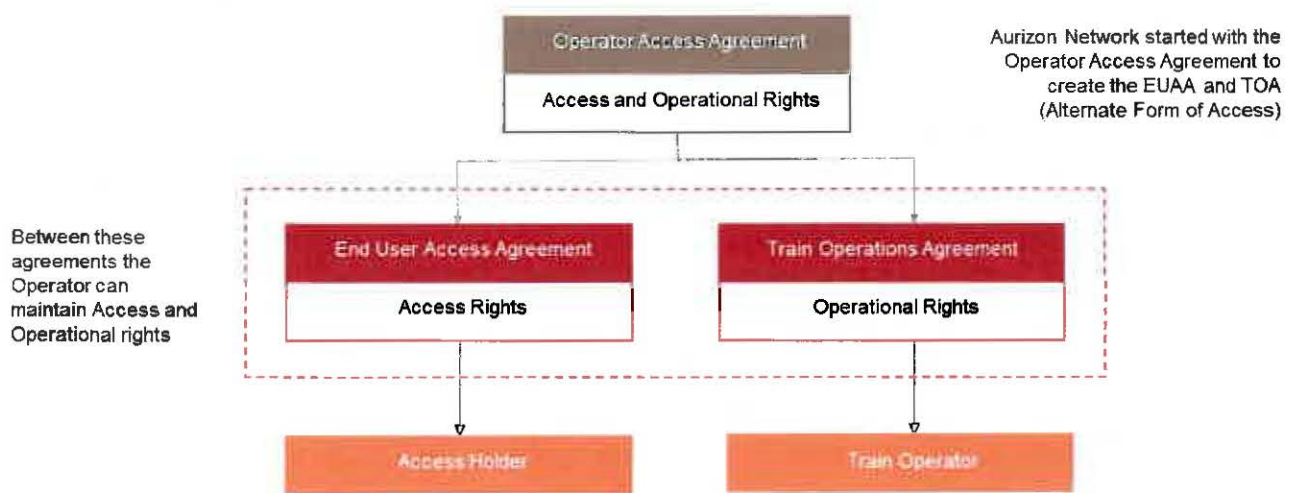 Operator Access Agreement
Access and Operational Rights
Aurizon Network started with the
Operator Access Agreement to
create the EUAA and TOA
(Alternate Form of Access)
Between these
agreements the
Operator can
maintain Access and
Operational rights
End User Access Agreement
Access Rights
Train Operations Agreement
Operational Rights
Access Holder
Train Operator